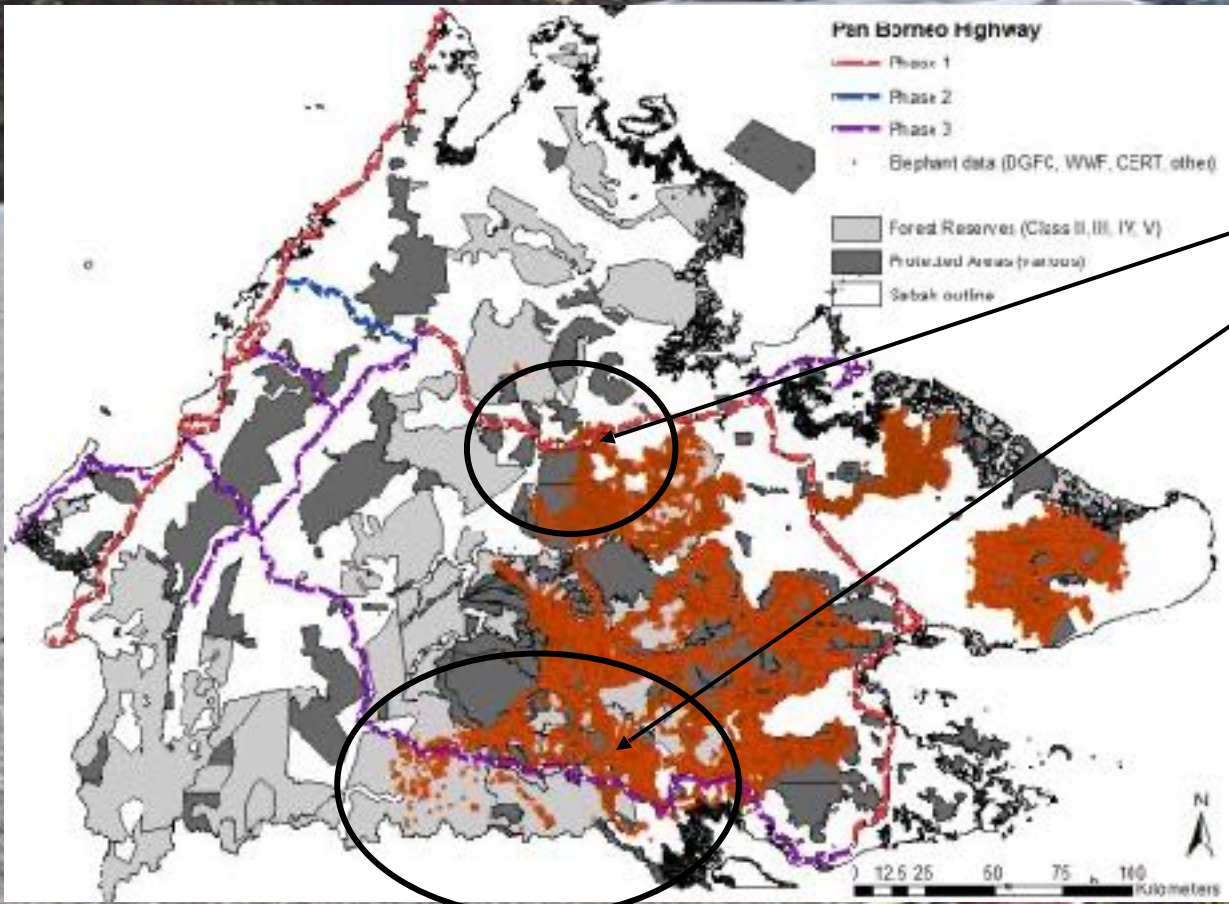 Pan Borneo Highway
Phase 1
Phase 2
Phase 3
Elephant data (DGFC, WWF, CERT, other)
Forest Reserves (Class II, III, IV, V)
Protected Areas (various)
Sabah outline
N
0 12.5 25 50 75 100
Kilometers